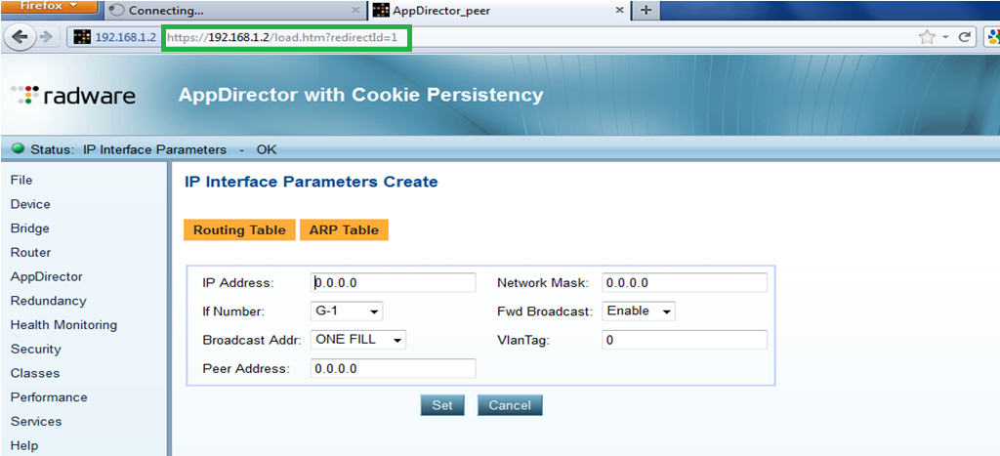 Firefox Connecting... AppDirector_peer
192.168.1.2 https://192.168.1.2/load.htm?redirectId=1
radware AppDirector with Cookie Persistency
Status: IP Interface Parameters - OK
File
Device
Bridge
Router
AppDirector
Redundancy
Health Monitoring
Security
Classes
Performance
Services
Help
IP Interface Parameters Create
Routing Table ARP Table
IP Address: 0.0.0.0 Network Mask: 0.0.0.0
If Number: G-1 Fwd Broadcast: Enable
Broadcast Addr: ONE FILL VlanTag: 0
Peer Address: 0.0.0.0
Set Cancel